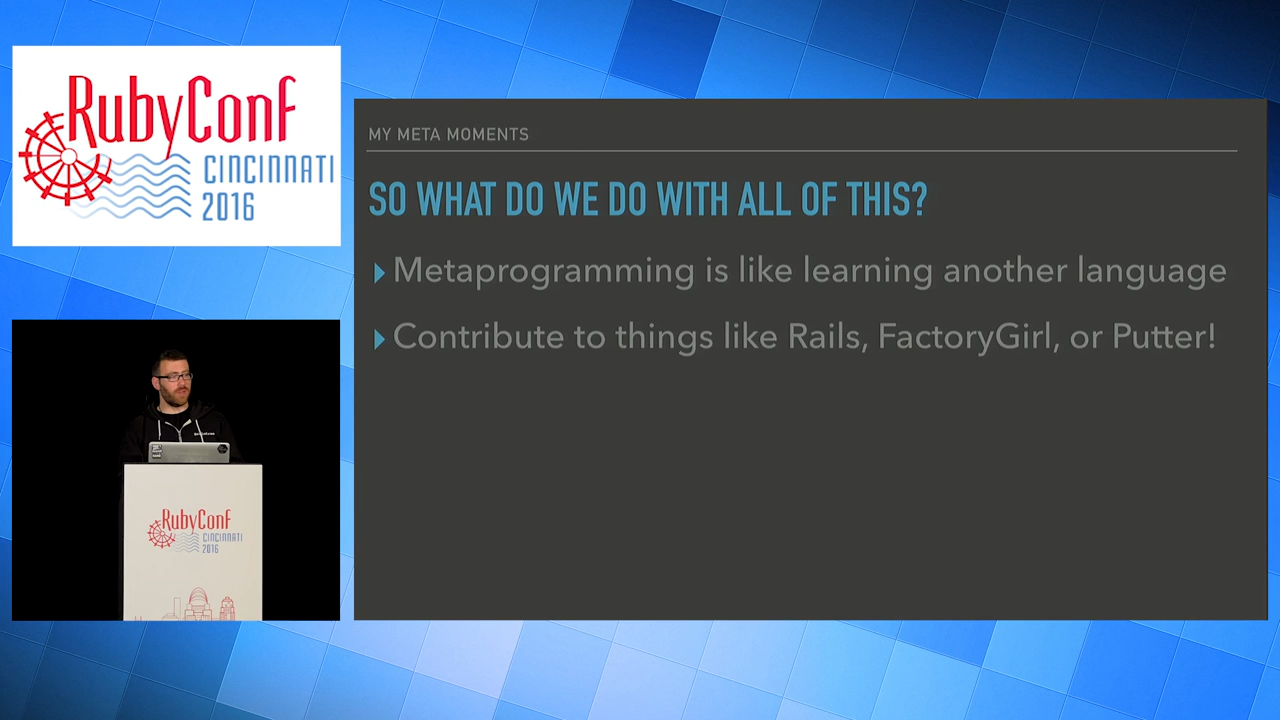 RubyConf
CINCINNATI
2016
MY META MOMENTS
SO WHAT DO WE DO WITH ALL OF THIS?
Metaprogramming is like learning another language
Contribute to things like Rails, FactoryGirl, or Putter!
RubyConf
CINCINNATI
2016